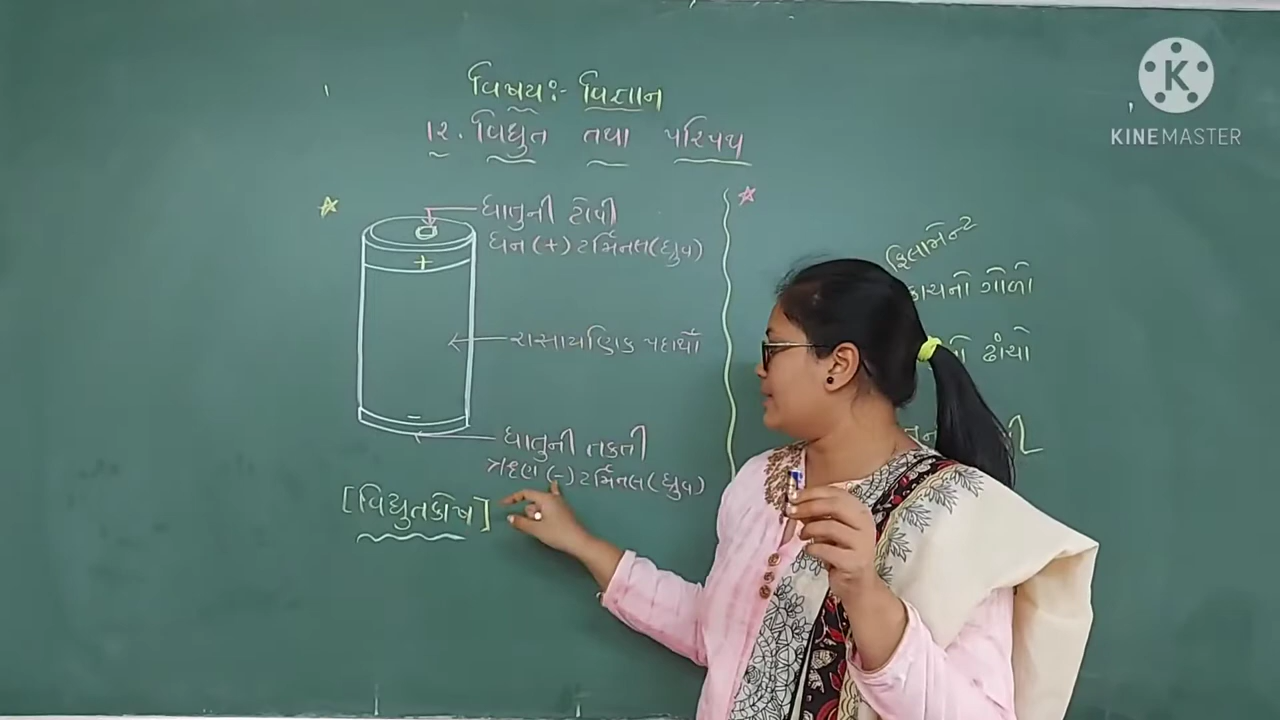 વિષય:- વિજ્ઞાન
૧૨. વિધુત તથા પરિપથ
ધાતુની ટોપી
ધન (+) ટર્મિનલ (ધ્રુવ)
+
રાસાયણિક પદાર્થો
-
ધાતુની તકતી
ઋણ (-) ટર્મિનલ (ધ્રુવ)
[વિધુતકોષ]
ફિલામેન્ટ
કાચનો ગોળો
ઢાંચો
K
KINEMASTER